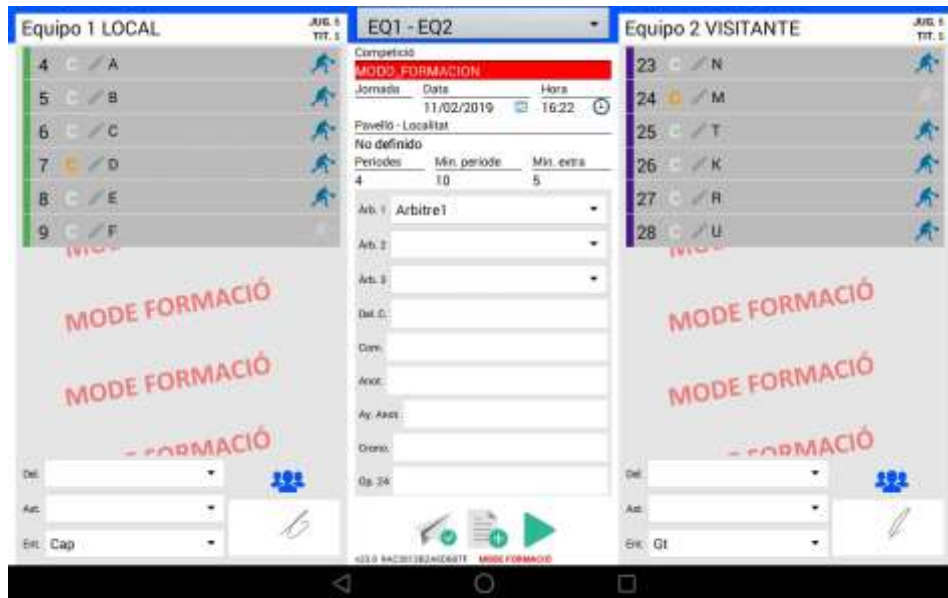 Equipo 1 LOCAL
JUG. 6
TIT. 5
4 C A
5 C B
6 C C
7 C D
8 C E
9 C F
MODE FORMACIÓ
MODE FORMACIÓ
Del.
Ast.
Ent. Cap
EQ1 - EQ2
Competició
MODO_FORMACION
Jornada Data Hora
11/02/2019 16:22
Pavelló - Localitat
No definido
Periodes Min. periode Min. extra
4 10 5
Arb. 1 Arbitre1
Arb. 2
Arb. 3
Del. C.
Com.
Anot.
Ay. Anot.
Crono.
Op. 24
MODE FORMACIÓ
Equipo 2 VISITANTE
JUG. 6
TIT. 5
23 C N
24 C M
25 C T
26 C K
27 C R
28 C U
MODE FORMACIÓ
MODE FORMACIÓ
Del.
Ast.
Ent. Gt